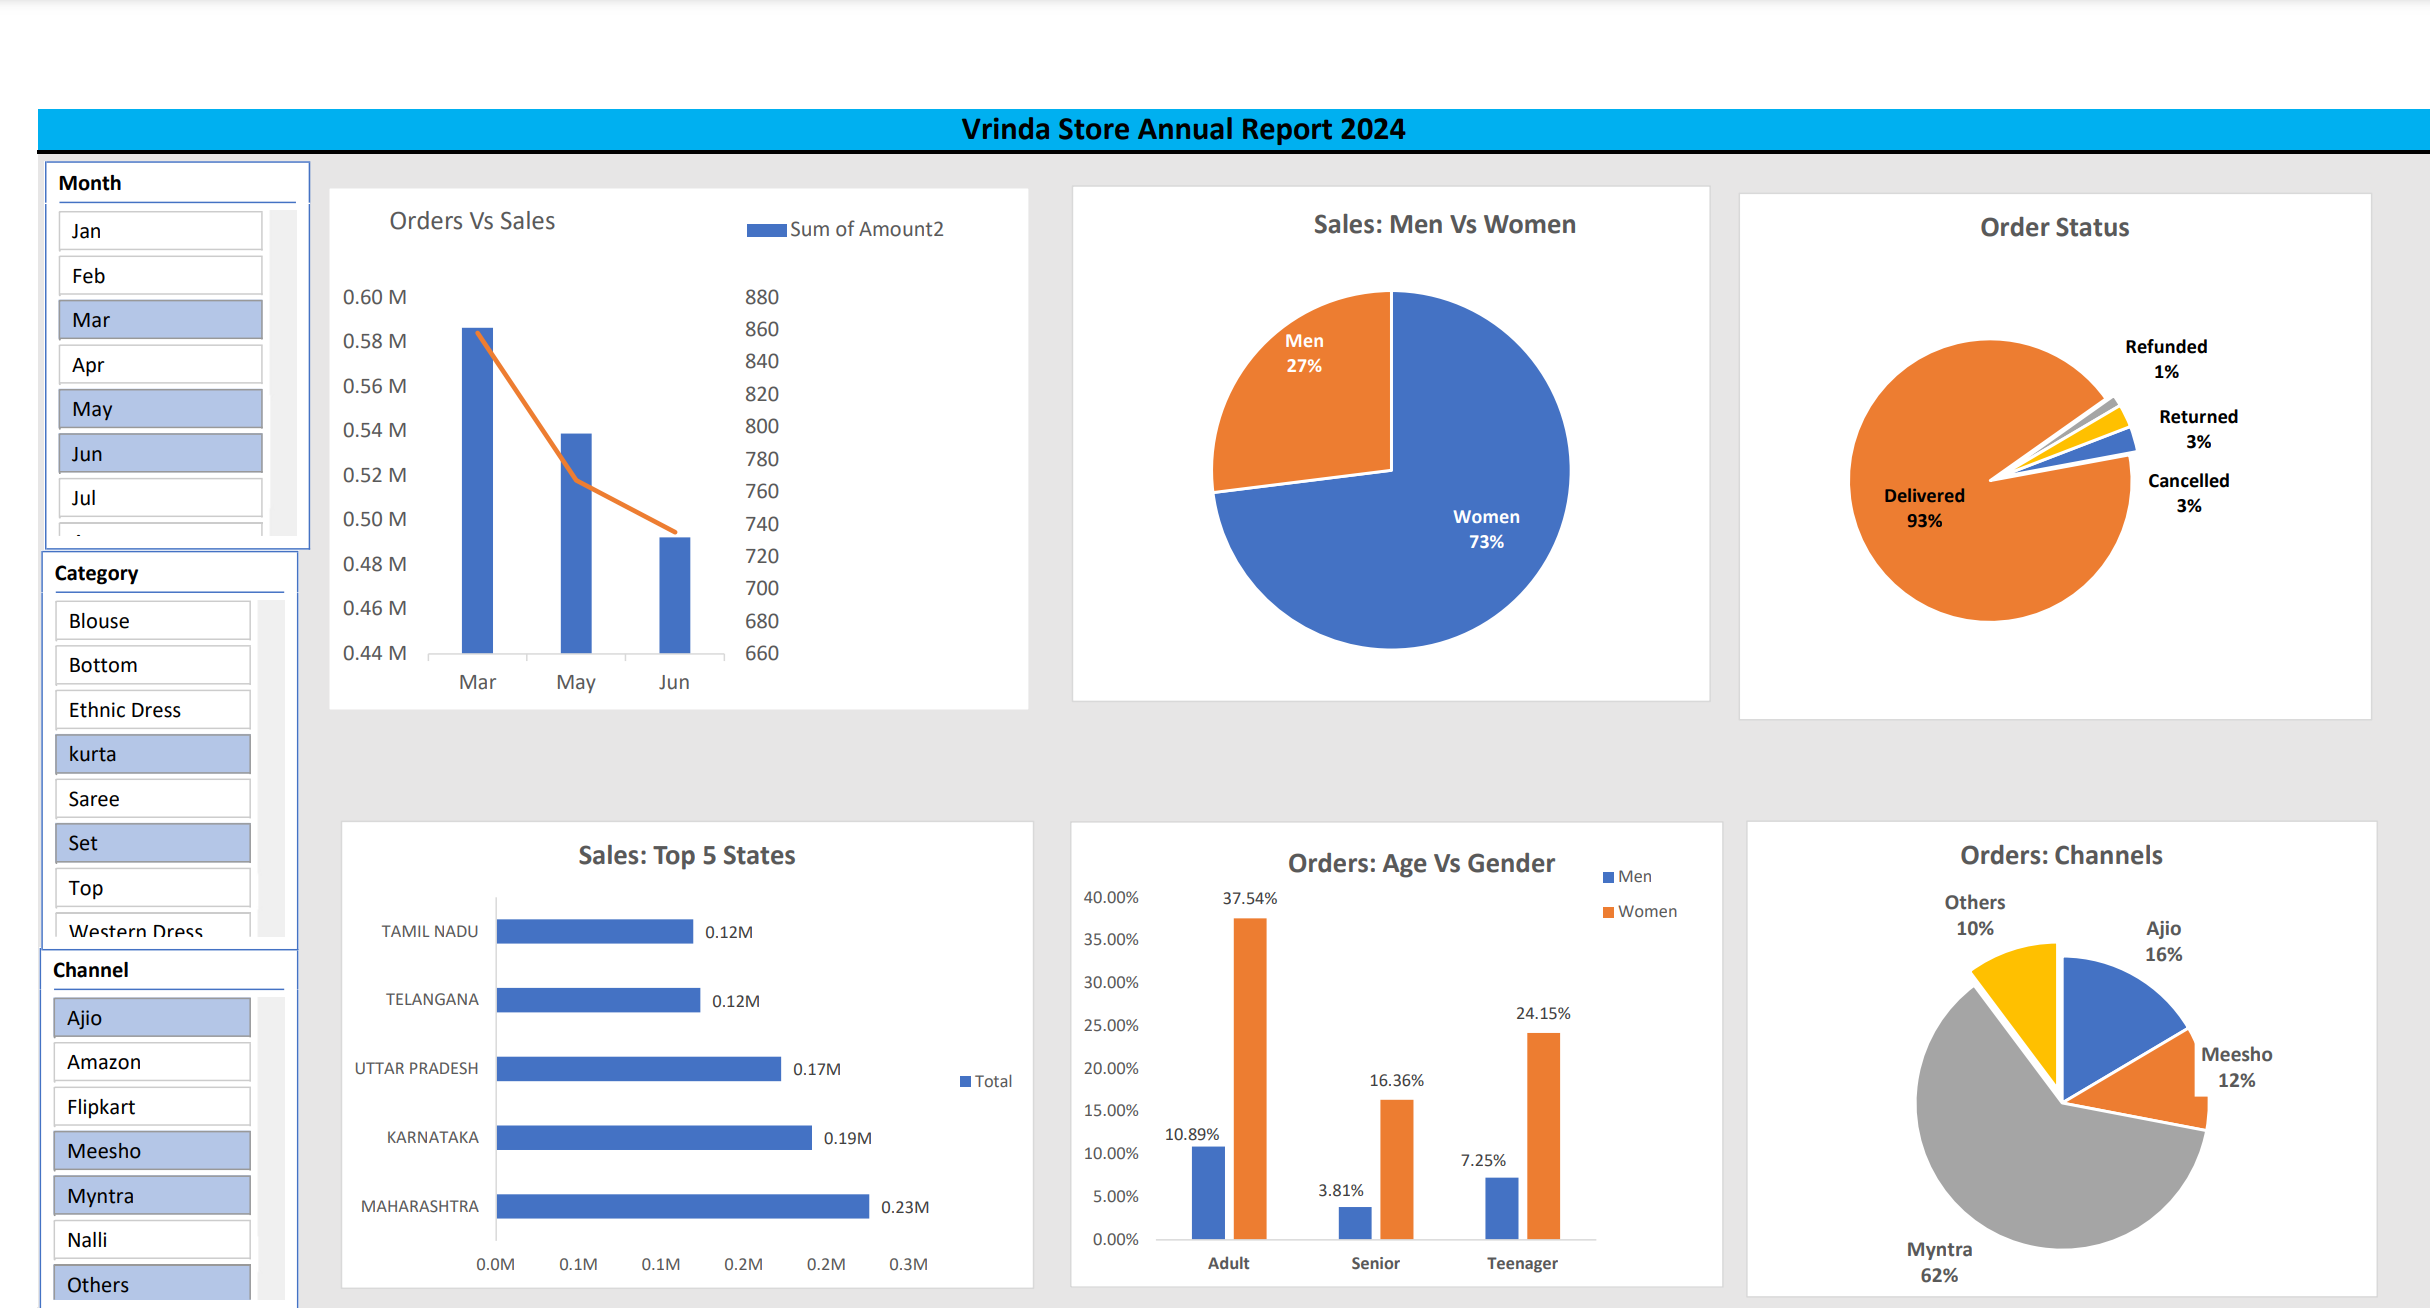 Vrinda Store Annual Report 2024
Month
Jan
Feb
Mar
Apr
May
Jun
Jul
Category
Blouse
Bottom
Ethnic Dress
kurta
Saree
Set
Top
Western Dress
Channel
Ajio
Amazon
Flipkart
Meesho
Myntra
Nalli
Others
Orders Vs Sales
Sum of Amount2
0.60 M
0.58 M
0.56 M
0.54 M
0.52 M
0.50 M
0.48 M
0.46 M
0.44 M
880
860
840
820
800
780
760
740
720
700
680
660
Mar May Jun
Sales: Men Vs Women
Men
27%
Women
73%
Order Status
Refunded
1%
Returned
3%
Cancelled
3%
Delivered
93%
Sales: Top 5 States
TAMIL NADU 0.12M
TELANGANA 0.12M
UTTAR PRADESH 0.17M
KARNATAKA 0.19M
MAHARASHTRA 0.23M
Total
0.0M 0.1M 0.1M 0.2M 0.2M 0.3M
Orders: Age Vs Gender
Men
Women
40.00%
35.00%
30.00%
25.00%
20.00%
15.00%
10.00%
5.00%
0.00%
10.89%
37.54%
3.81%
16.36%
7.25%
24.15%
Adult Senior Teenager
Orders: Channels
Others
10%
Ajio
16%
Meesho
12%
Myntra
62%